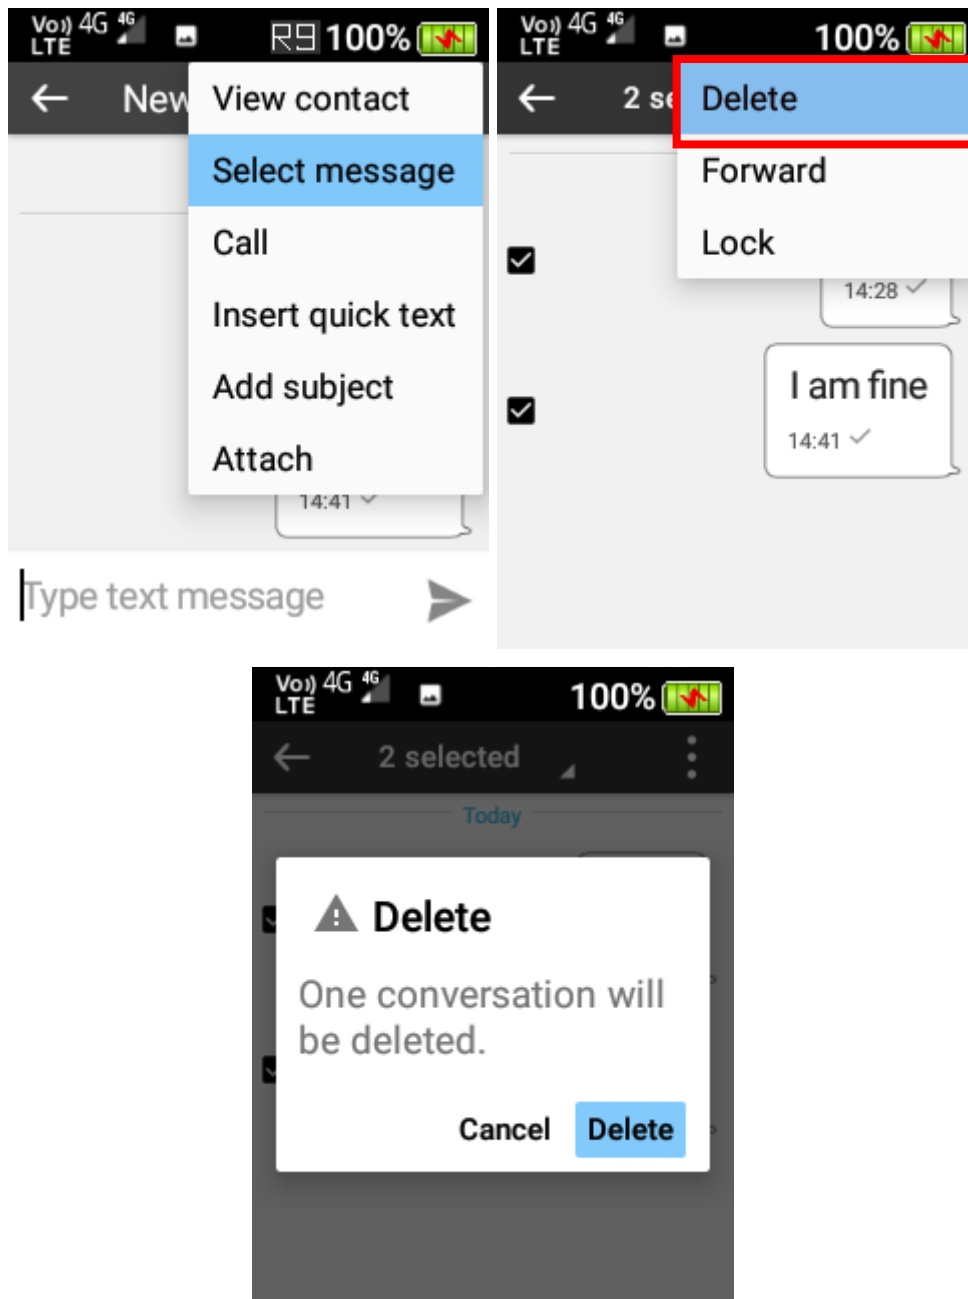 Vo)) LTE 4G 4G R9 100%
New
View contact
Select message
Call
Insert quick text
Add subject
Attach
14:41
Type text message
Vo)) LTE 4G 4G 100%
2 se
Delete
Forward
Lock
14:28
I am fine
14:41
Vo)) LTE 4G 4G 100%
2 selected
Today
Delete
One conversation will
be deleted.
Cancel Delete